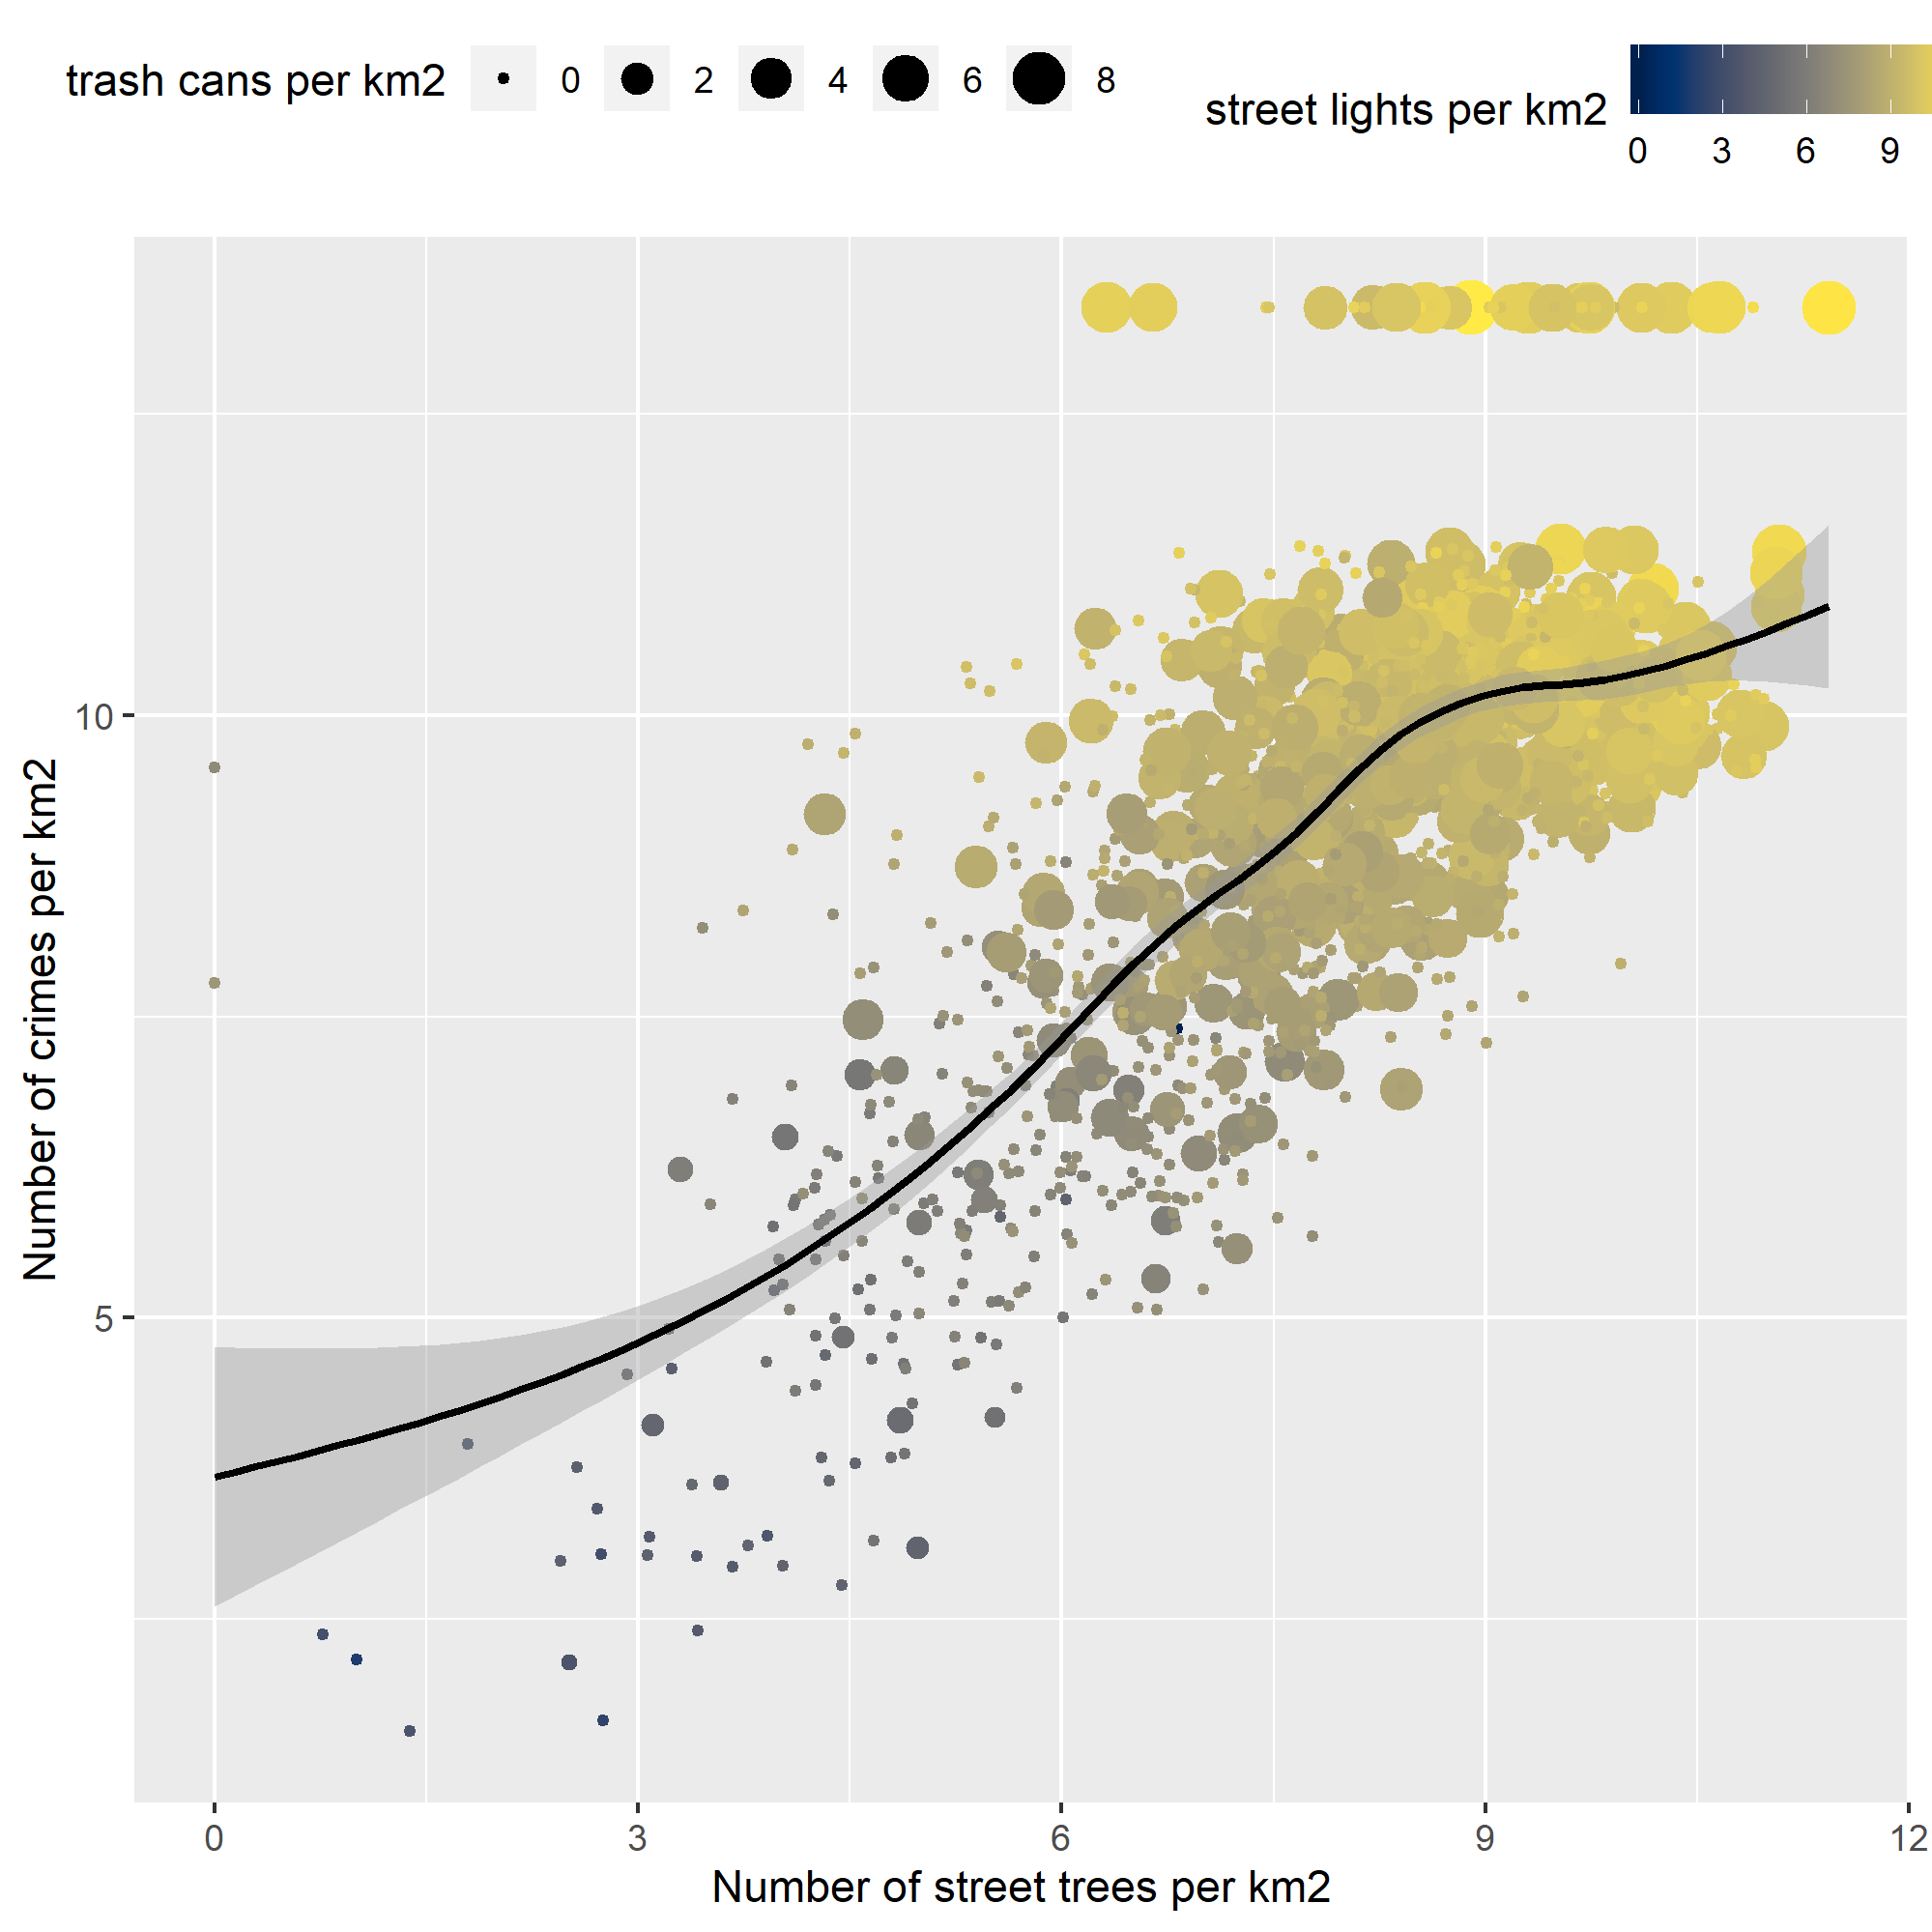 trash cans per km2 0 2 4 6 8
street lights per km2
0 3 6 9
Number of crimes per km2
10
5
0 3 6 9 12
Number of street trees per km2